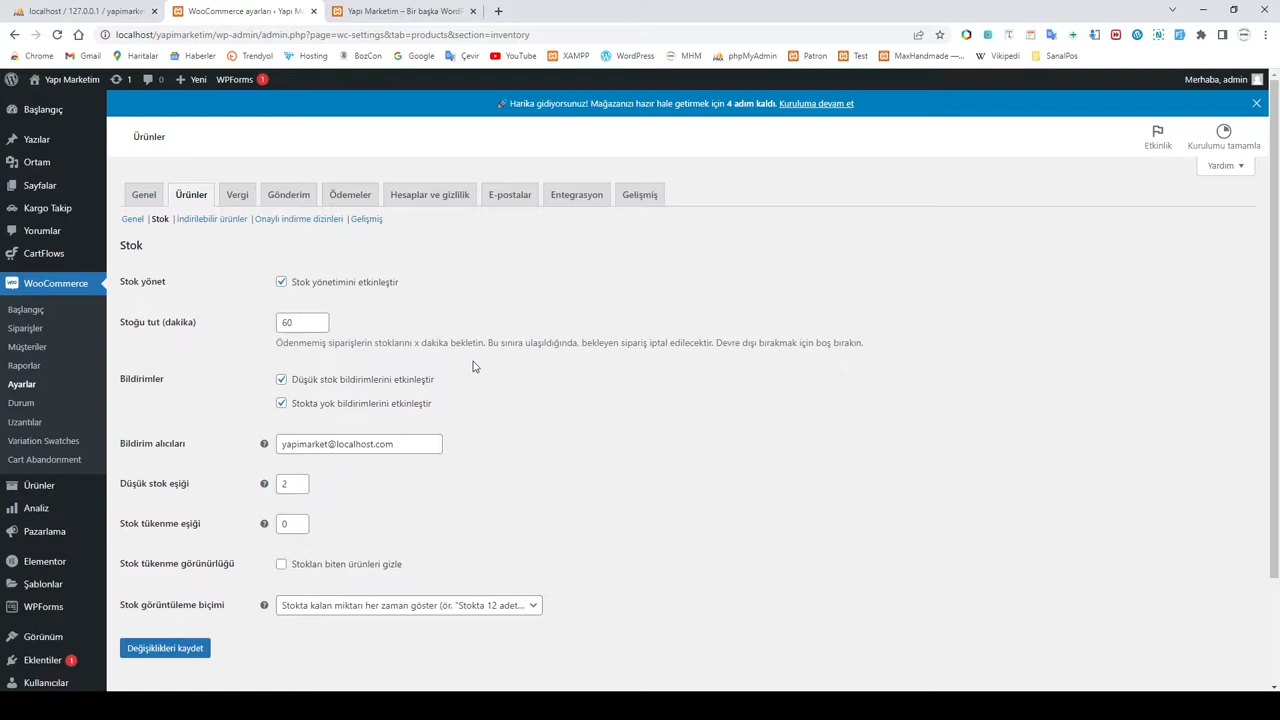 localhost / 127.0.0.1 / yapimarket
WooCommerce ayarları ‹ Yapı M
Yapı Marketim – Bir başka WordP
localhost/yapimarketim/wp-admin/admin.php?page=wc-settings&tab=products&section=inventory
Chrome Gmail Haritalar Haberler Trendyol Hosting BozCon Google Çevir YouTube XAMPP WordPress MHM phpMyAdmin Patron Test MaxHandmade —... Vikipedi SanalPos
Yapı Marketim 1 0 Yeni WPForms 1 Merhaba, admin
Harika gidiyorsunuz! Mağazanızı hazır hale getirmek için 4 adım kaldı. Kuruluma devam et
Başlangıç
Yazılar
Ortam
Sayfalar
Kargo Takip
Yorumlar
CartFlows
WooCommerce
Başlangıç
Siparişler
Müşteriler
Raporlar
Ayarlar
Durum
Uzantılar
Variation Swatches
Cart Abandonment
Ürünler
Analiz
Pazarlama
Elementor
Şablonlar
WPForms
Görünüm
Eklentiler 1
Kullanıcılar
Ürünler
Etkinlik
Kurulumu tamamla
Yardım
Genel Ürünler Vergi Gönderim Ödemeler Hesaplar ve gizlilik E-postalar Entegrasyon Gelişmiş
Genel | Stok | İndirilebilir ürünler | Onaylı indirme dizinleri | Gelişmiş
Stok
Stok yönet Stok yönetimini etkinleştir
Stoğu tut (dakika) 60
Ödenmemiş siparişlerin stoklarını x dakika bekletin. Bu sınıra ulaşıldığında, bekleyen sipariş iptal edilecektir. Devre dışı bırakmak için boş bırakın.
Bildirimler Düşük stok bildirimlerini etkinleştir
Stokta yok bildirimlerini etkinleştir
Bildirim alıcıları yapimarket@localhost.com
Düşük stok eşiği 2
Stok tükenme eşiği 0
Stok tükenme görünürlüğü Stokları biten ürünleri gizle
Stok görüntüleme biçimi Stokta kalan miktarı her zaman göster (ör. "Stokta 12 adet...
Değişiklikleri kaydet